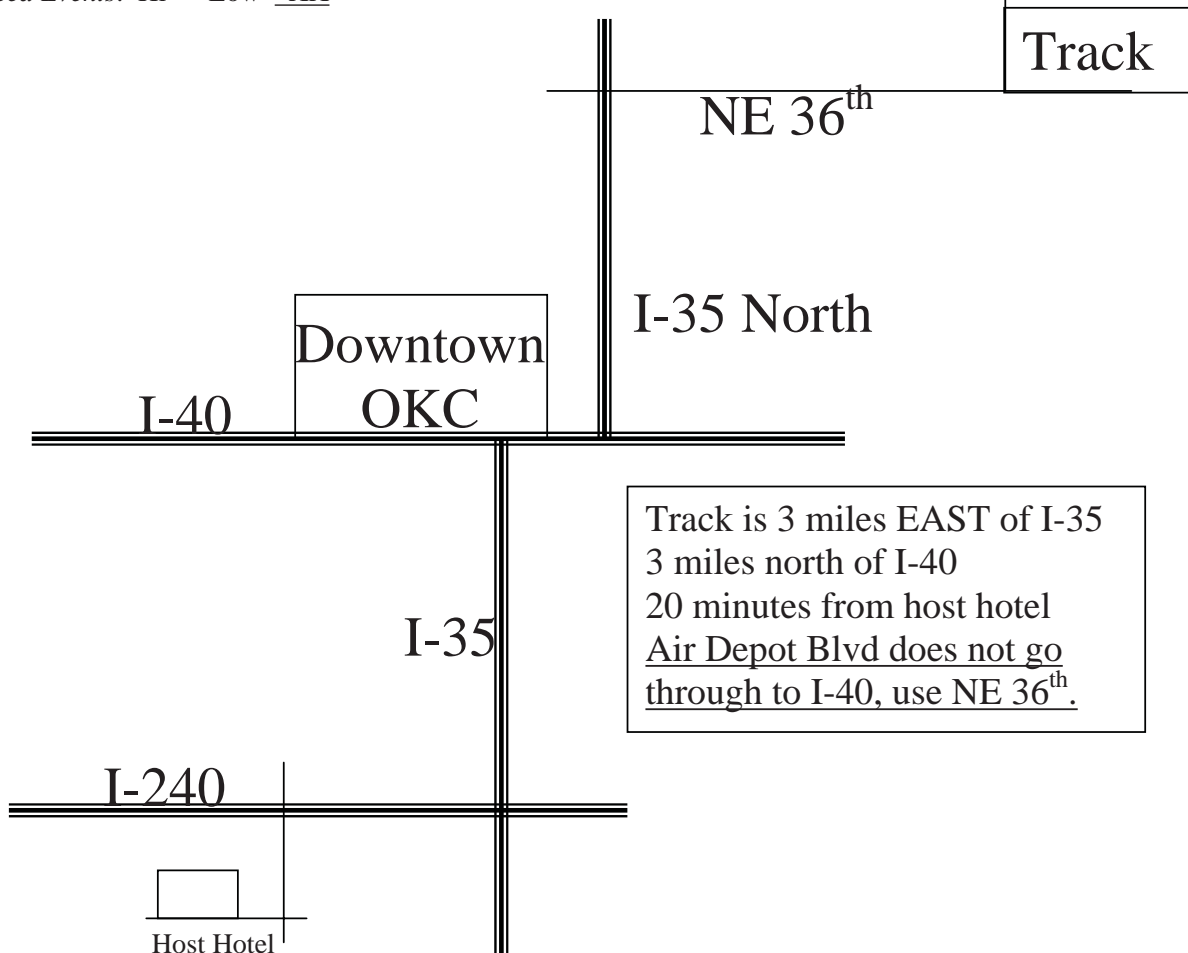 Events:
Track
NE 36th
I-35 North
Downtown
OKC
I-40
Track is 3 miles EAST of I-35
3 miles north of I-40
20 minutes from host hotel
Air Depot Blvd does not go
through to I-40, use NE 36th.
I-35
I-240
Host Hotel